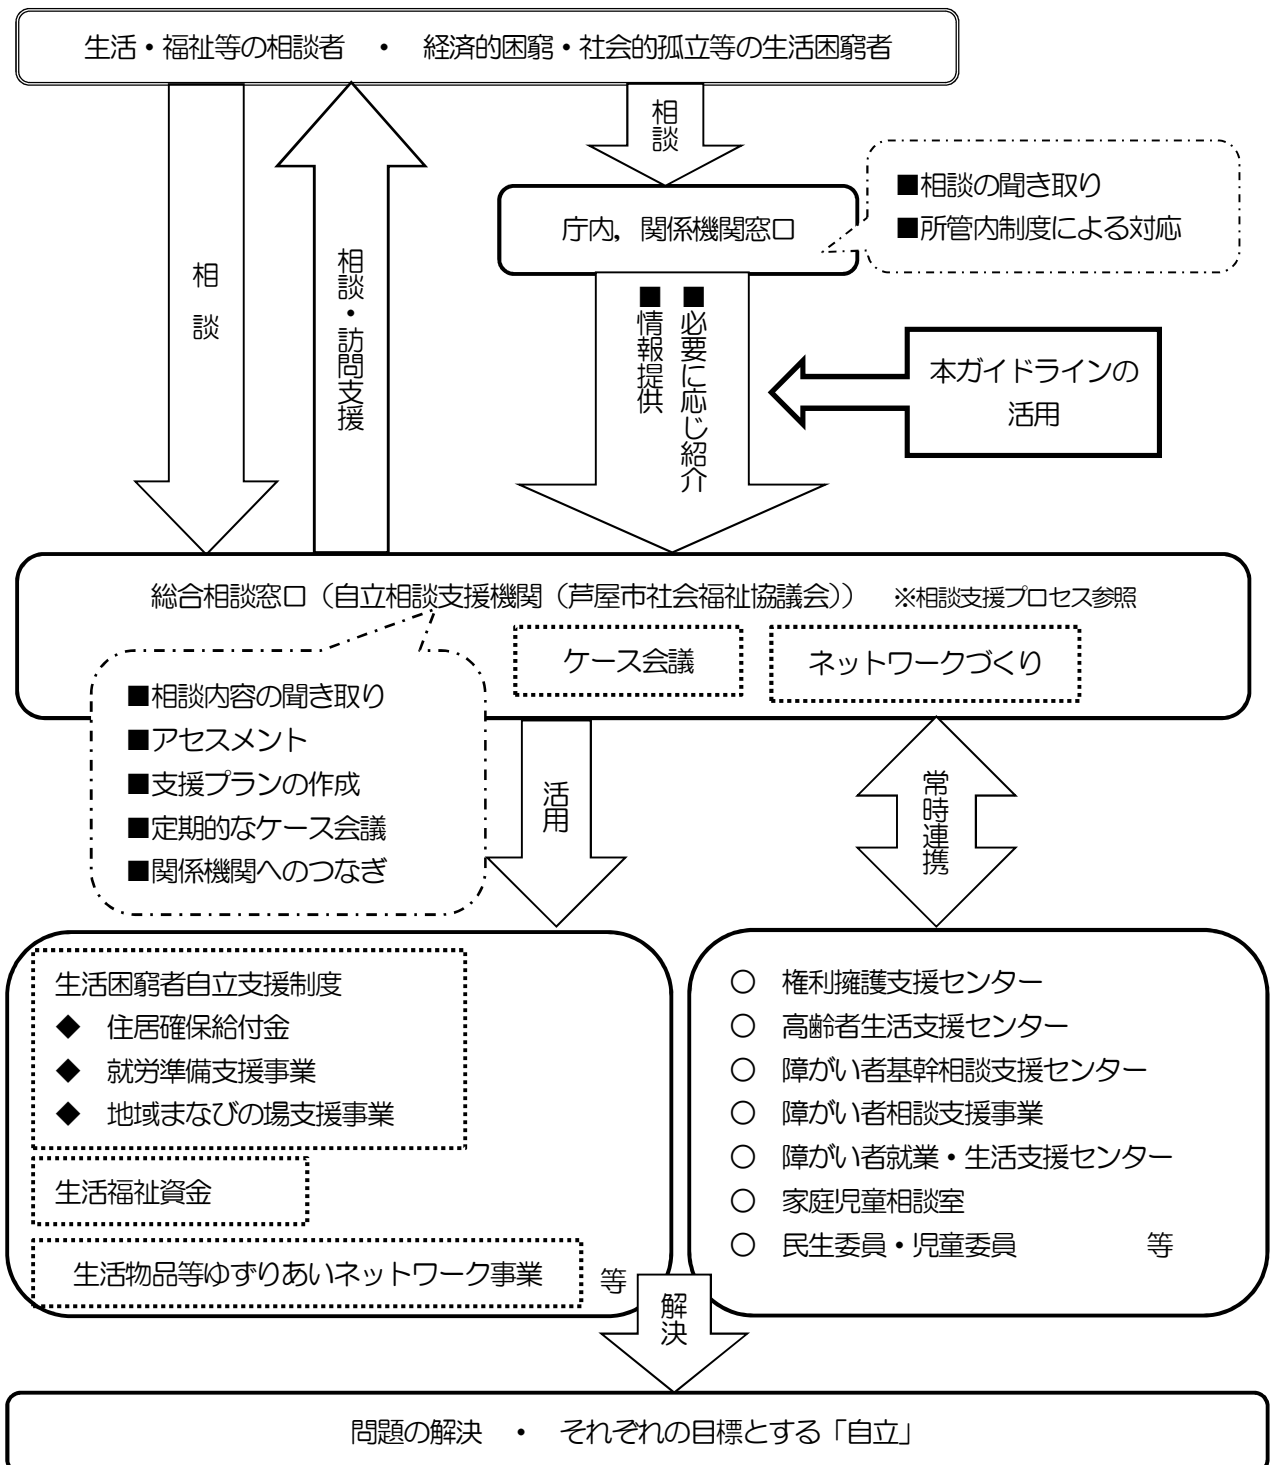 生活・福祉等の相談者　・　経済的困窮・社会的孤立等の生活困窮者
相談
相談・訪問支援
相談
庁内，関係機関窓口
■相談の聞き取り
■所管内制度による対応
■必要に応じ紹介
■情報提供
本ガイドラインの
活用
総合相談窓口（自立相談支援機関（芦屋市社会福祉協議会））　※相談支援プロセス参照
ケース会議
ネットワークづくり
■相談内容の聞き取り
■アセスメント
■支援プランの作成
■定期的なケース会議
■関係機関へのつなぎ
活用
常時連携
生活困窮者自立支援制度
◆　住居確保給付金
◆　就労準備支援事業
◆　地域まなびの場支援事業
生活福祉資金
生活物品等ゆずりあいネットワーク事業　等
○　権利擁護支援センター
○　高齢者生活支援センター
○　障がい者基幹相談支援センター
○　障がい者相談支援事業
○　障がい者就業・生活支援センター
○　家庭児童相談室
○　民生委員・児童委員　　　　　等
解決
問題の解決　・　それぞれの目標とする「自立」